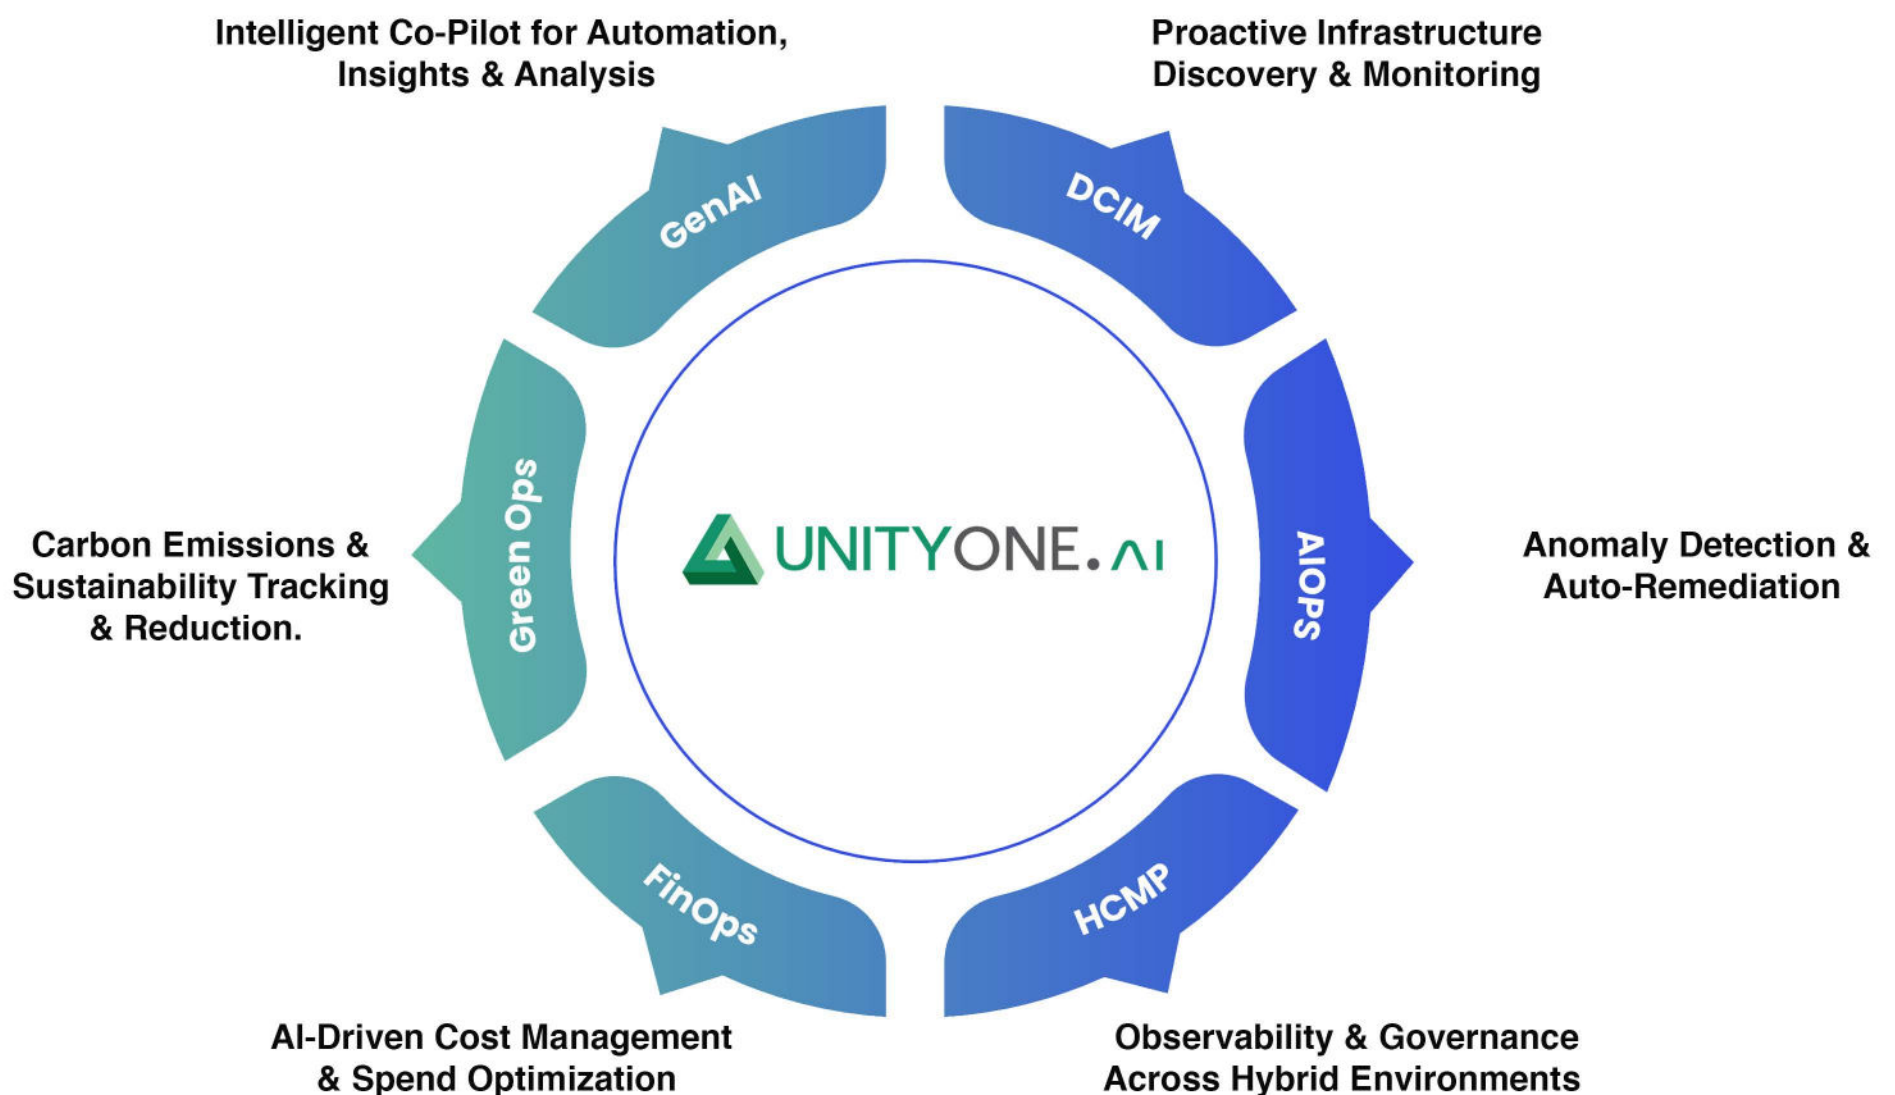 Intelligent Co-Pilot for Automation,
Insights & Analysis
Proactive Infrastructure
Discovery & Monitoring
GenAI
DCIM
Green Ops
Carbon Emissions &
Sustainability Tracking
& Reduction.
UNITYONE.AI
AIOPS
Anomaly Detection &
Auto-Remediation
FinOps
HCMP
AI-Driven Cost Management
& Spend Optimization
Observability & Governance
Across Hybrid Environments